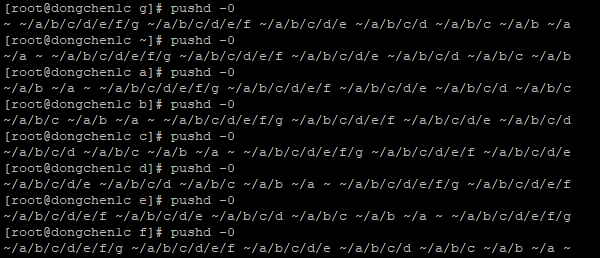 [root@dongchenlc g]# pushd -0
~ ~/a/b/c/d/e/f/g ~/a/b/c/d/e/f ~/a/b/c/d/e ~/a/b/c/d ~/a/b/c ~/a/b ~/a
[root@dongchenlc ~]# pushd -0
~/a ~ ~/a/b/c/d/e/f/g ~/a/b/c/d/e/f ~/a/b/c/d/e ~/a/b/c/d ~/a/b/c ~/a/b
[root@dongchenlc a]# pushd -0
~/a/b ~/a ~ ~/a/b/c/d/e/f/g ~/a/b/c/d/e/f ~/a/b/c/d/e ~/a/b/c/d ~/a/b/c
[root@dongchenlc b]# pushd -0
~/a/b/c ~/a/b ~/a ~ ~/a/b/c/d/e/f/g ~/a/b/c/d/e/f ~/a/b/c/d/e ~/a/b/c/d
[root@dongchenlc c]# pushd -0
~/a/b/c/d ~/a/b/c ~/a/b ~/a ~ ~/a/b/c/d/e/f/g ~/a/b/c/d/e/f ~/a/b/c/d/e
[root@dongchenlc d]# pushd -0
~/a/b/c/d/e ~/a/b/c/d ~/a/b/c ~/a/b ~/a ~ ~/a/b/c/d/e/f/g ~/a/b/c/d/e/f
[root@dongchenlc e]# pushd -0
~/a/b/c/d/e/f ~/a/b/c/d/e ~/a/b/c/d ~/a/b/c ~/a/b ~/a ~ ~/a/b/c/d/e/f/g
[root@dongchenlc f]# pushd -0
~/a/b/c/d/e/f/g ~/a/b/c/d/e/f ~/a/b/c/d/e ~/a/b/c/d ~/a/b/c ~/a/b ~/a ~